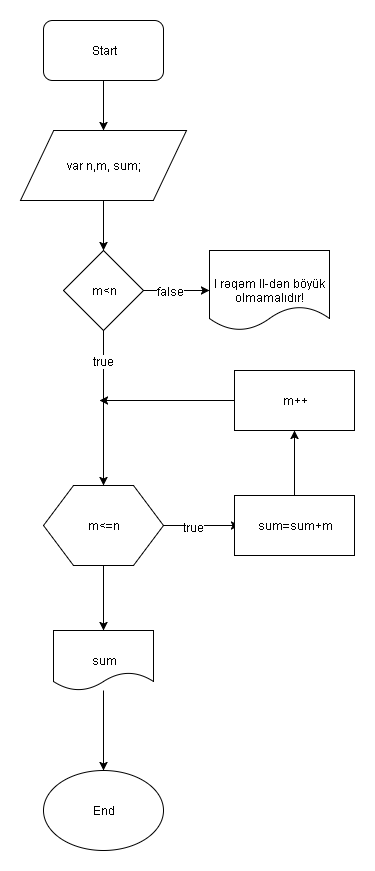 Start
var n,m, sum;
m<n
false
I rəqəm II-dən böyük
olmamalıdır!
true
m++
m<=n
true
sum=sum+m
sum
End